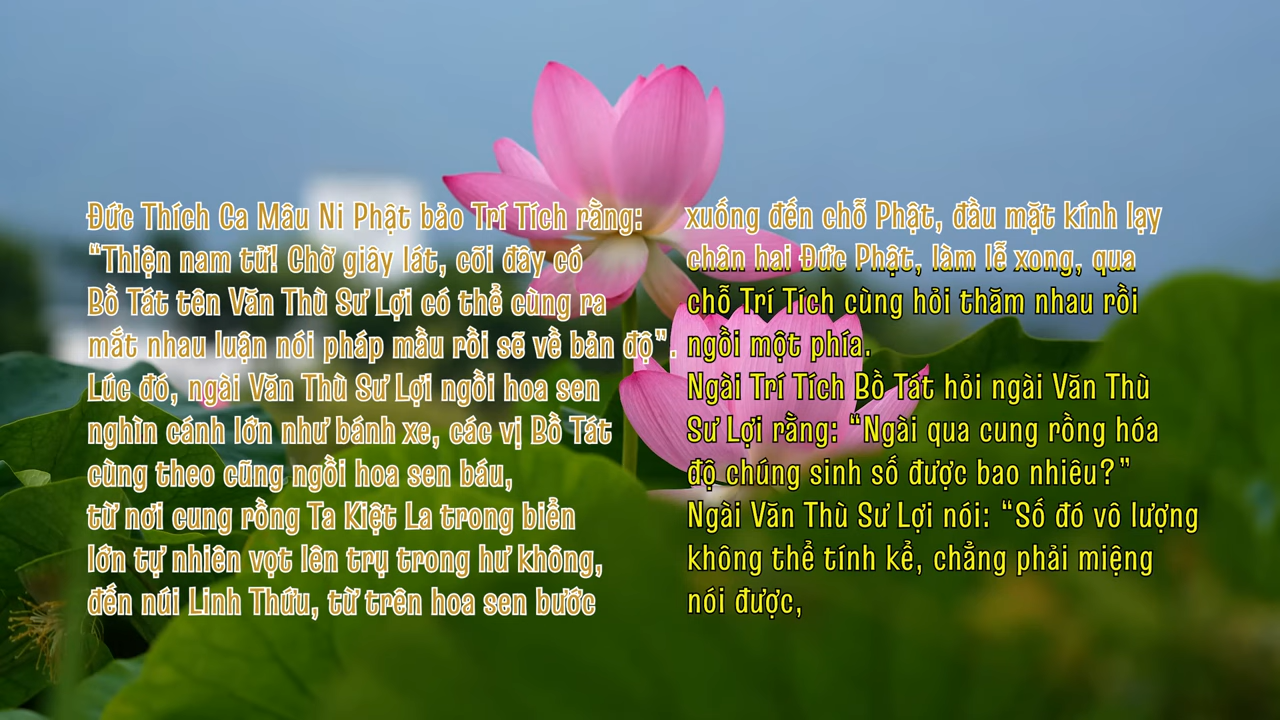 Đức Thích Ca Mâu Ni Phật bảo Trí Tích rằng:
“Thiện nam tử! Chờ giây lát, cõi đây có
Bồ Tát tên Văn Thù Sư Lợi có thể cùng ra
mắt nhau luận nói pháp mầu rồi sẽ về bản độ”.
Lúc đó, ngài Văn Thù Sư Lợi ngồi hoa sen
nghìn cánh lớn như bánh xe, các vị Bồ Tát
cùng theo cũng ngồi hoa sen báu,
từ nơi cung rồng Ta Kiệt La trong biển
lớn tự nhiên vọt lên trụ trong hư không,
đến núi Linh Thứu, từ trên hoa sen bước
xuống đến chỗ Phật, đầu mặt kính lạy
chân hai Đức Phật, làm lễ xong, qua
chỗ Trí Tích cùng hỏi thăm nhau rồi
ngồi một phía.
Ngài Trí Tích Bồ Tát hỏi ngài Văn Thù
Sư Lợi rằng: “Ngài qua cung rồng hóa
độ chúng sinh số được bao nhiêu?”
Ngài Văn Thù Sư Lợi nói: “Số đó vô lượng
không thể tính kể, chẳng phải miệng
nói được,